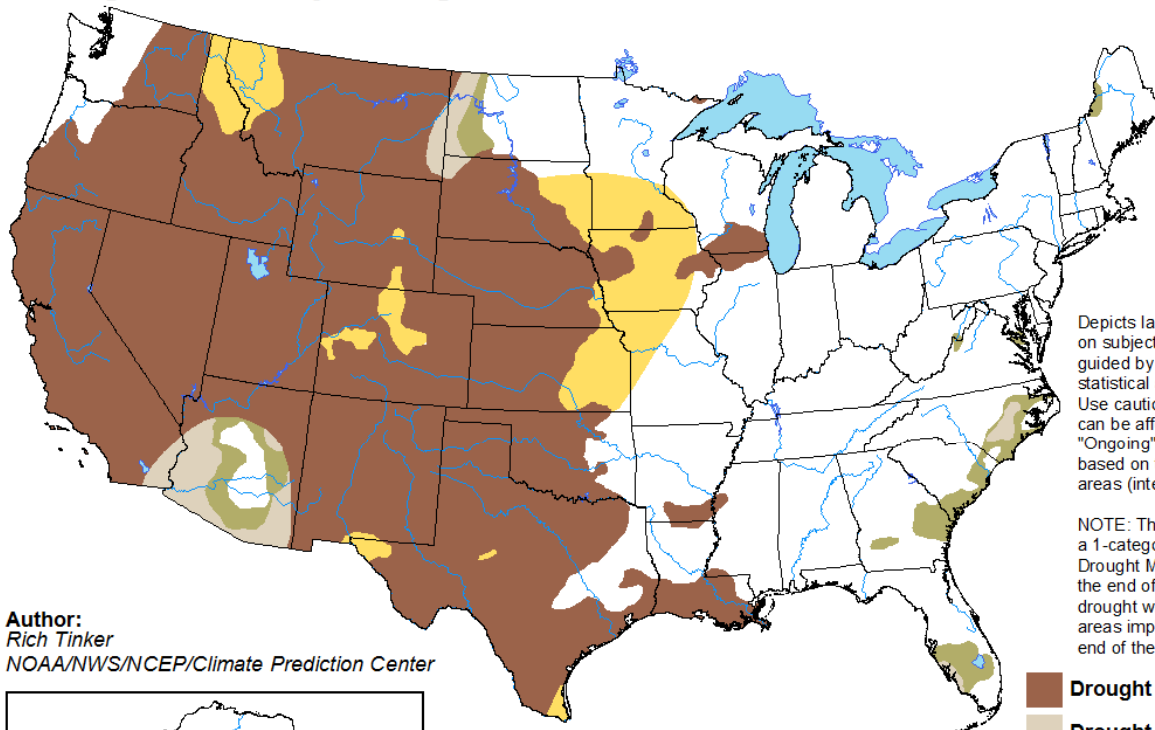 Depicts la
on subject
guided by
statistical
Use cautio
can be aff
"Ongoing"
based on
areas (inte
NOTE: Th
a 1-catego
Drought M
the end of
drought w
areas imp
end of the
Author:
Rich Tinker
NOAA/NWS/NCEP/Climate Prediction Center
Drought
Drought